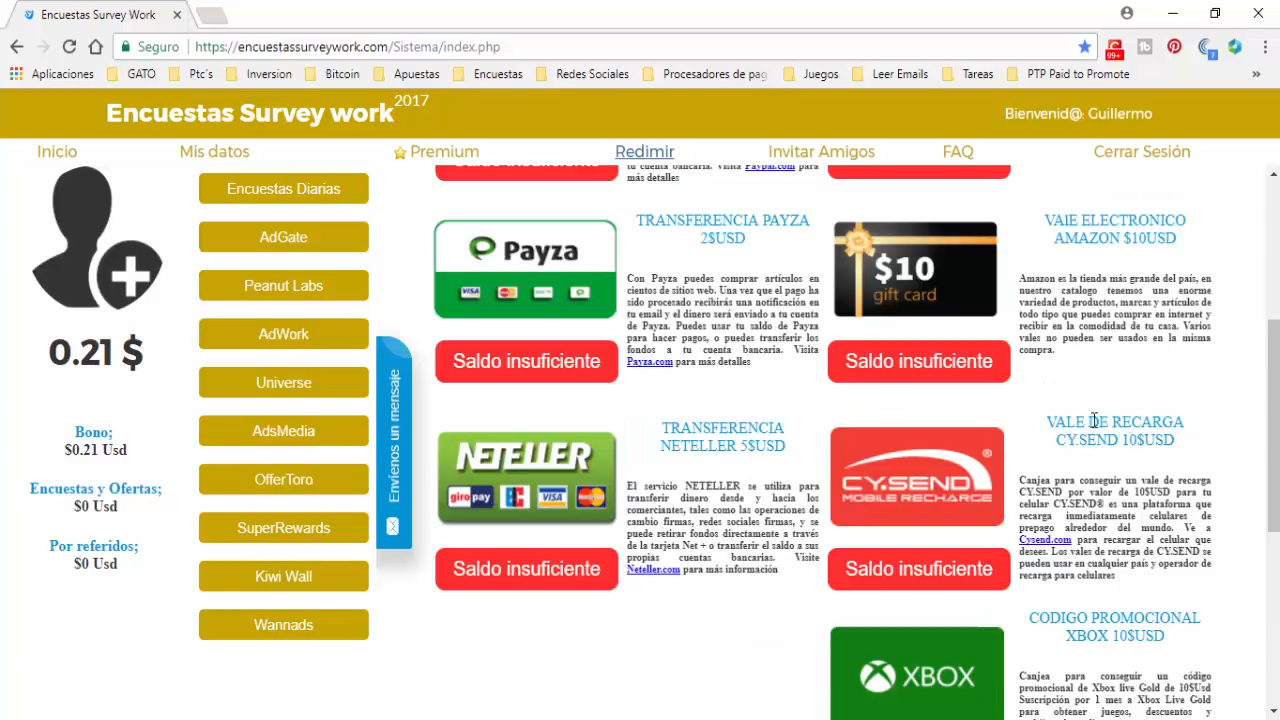 Encuestas Survey Work
Seguro
https://encuestassurveywork.com/Sistema/index.php
99+
7
Aplicaciones
GATO
Ptc's
Inversion
Bitcoin
Apuestas
Encuestas
Redes Sociales
Procesadores de pag
Juegos
Leer Emails
Tareas
PTP Paid to Promote
»
Encuestas Survey work 2017
Bienvenid@: Guillermo
Inicio
Mis datos
Premium
Redimir
Invitar Amigos
FAQ
Cerrar Sesión
0.21 $
Bono;
$0.21 Usd
Encuestas y Ofertas;
$0 Usd
Por referidos;
$0 Usd
Encuestas Diarias
AdGate
Peanut Labs
AdWork
Universe
AdsMedia
OfferToro
SuperRewards
Kiwi Wall
Wannads
Envíenos un mensaje
tu cuenta bancaria. Visita Paypal.com para
más detalles
Payza
VISA
TRANSFERENCIA PAYZA
2$USD
Con Payza puedes comprar artículos en
cientos de sitios web. Una vez que el pago ha
sido procesado recibirás una notificación en
tu email y el dinero será enviado a tu cuenta
de Payza. Puedes usar tu saldo de Payza
para hacer pagos, o puedes transferir los
fondos a tu cuenta bancaria. Visita
Payza.com para más detalles
Saldo insuficiente
$10
gift card
VAIE ELECTRONICO
AMAZON $10USD
Amazon es la tienda más grande del país, en
nuestro catalogo tenemos una enorme
variedad de productos, marcas y artículos de
todo tipo que puedes comprar en internet y
recibir en la comodidad de tu casa. Varios
vales no pueden ser usados en la misma
compra.
Saldo insuficiente
NETELLER
giropay
VISA
MasterCard
TRANSFERENCIA
NETELLER 5$USD
El servicio NETELLER se utiliza para
transferir dinero desde y hacia los
comerciantes, tales como las operaciones de
cambio firmas, redes sociales firmas, y se
puede retirar fondos directamente a través
de la tarjeta Net + o transferir el saldo a sus
propias cuentas bancarias. Visite
Neteller.com para más información
Saldo insuficiente
CY.SEND®
MOBILE RECHARGE
VALE DE RECARGA
CY.SEND 10$USD
Canjea para conseguir un vale de recarga
CY.SEND por valor de 10$USD para tu
celular CY.SEND® es una plataforma que
recarga inmediatamente celulares de
prepago alrededor del mundo. Ve a
Cysend.com para recargar el celular que
desees. Los vales de recarga de CY.SEND se
pueden usar en cualquier país y operador de
recarga para celulares
Saldo insuficiente
XBOX
CODIGO PROMOCIONAL
XBOX 10$USD
Canjea para conseguir un código
promocional de Xbox live Gold de 10$Usd
Suscripción por 1 mes a Xbox Live Gold
para obtener juegos, descuentos y